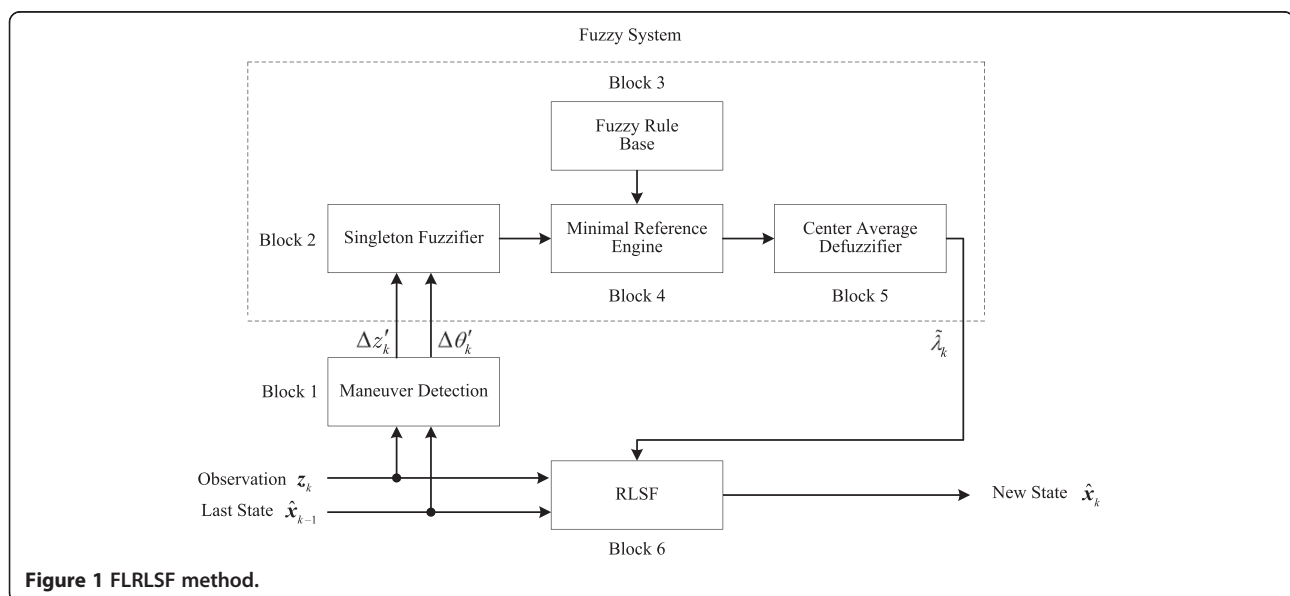 Fuzzy System
Block 3
Fuzzy Rule
Base
Block 2
Singleton Fuzzifier
Minimal Reference
Engine
Center Average
Defuzzifier
Block 4
Block 5
Δz′ₖ
Δθ′ₖ
λ̃ₖ
Block 1
Maneuver Detection
Observation zₖ
Last State x̂ₖ₋₁
RLSF
New State x̂ₖ
Block 6
Figure 1 FLRLSF method.